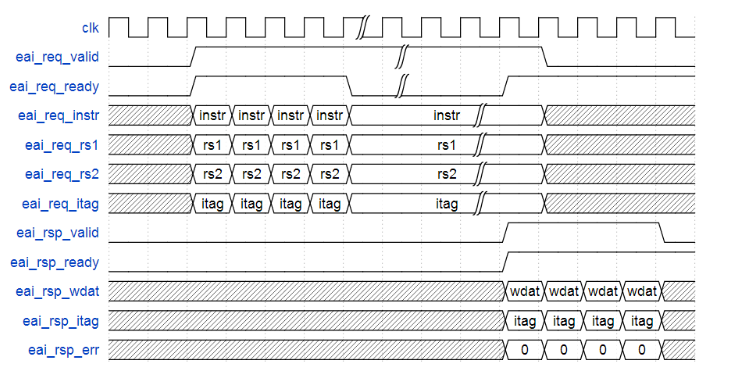 clk
eai_req_valid
eai_req_ready
eai_req_instr instr instr instr instr instr
eai_req_rs1 rs1 rs1 rs1 rs1 rs1
eai_req_rs2 rs2 rs2 rs2 rs2 rs2
eai_req_itag itag itag itag itag itag
eai_rsp_valid
eai_rsp_ready
eai_rsp_wdat wdat wdat wdat wdat
eai_rsp_itag itag itag itag itag
eai_rsp_err 0 0 0 0